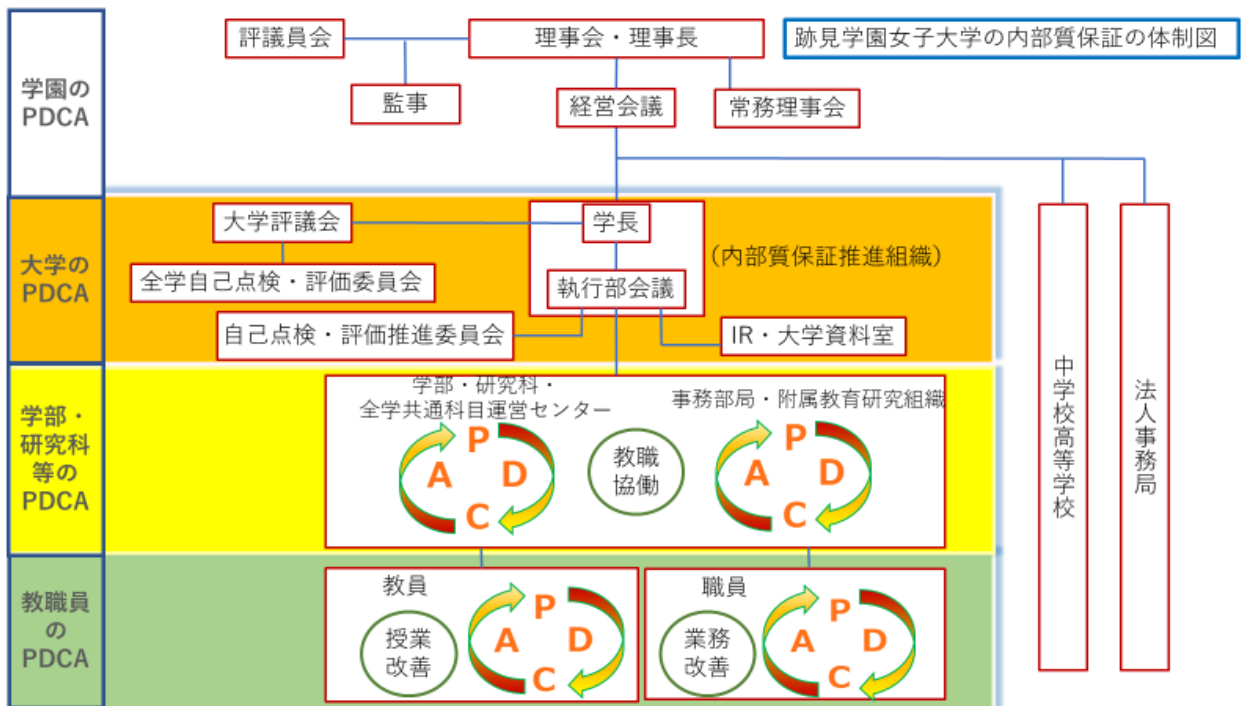 評議員会
理事会・理事長
跡見学園女子大学の内部質保証の体制図
学園の
PDCA
監事
経営会議
常務理事会
大学の
PDCA
大学評議会
学長
(内部質保証推進組織)
全学自己点検・評価委員会
執行部会議
自己点検・評価推進委員会
IR・大学資料室
中学校高等学校
法人事務局
学部・
研究科
等の
PDCA
学部・研究科・
全学共通科目運営センター
事務部局・附属教育研究組織
P
A D
C
教職
協働
P
A D
C
教職員
の
PDCA
教員
授業
改善
P
A D
C
職員
業務
改善
P
A D
C